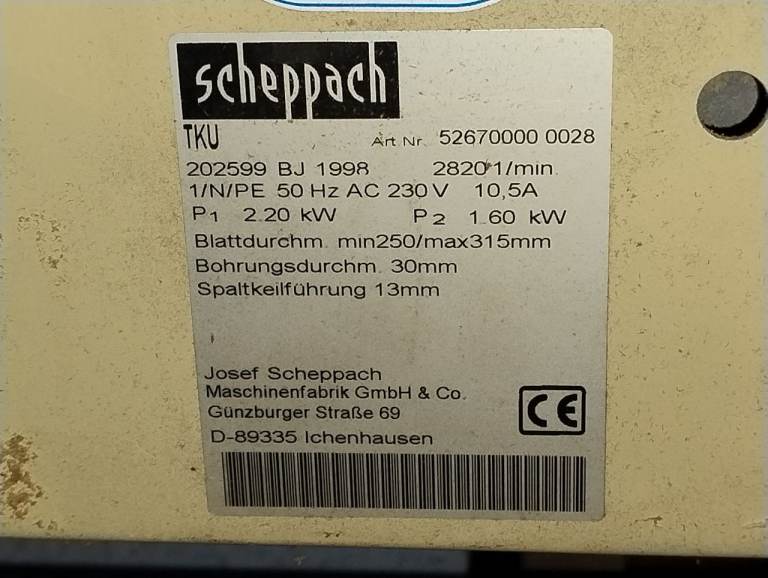 scheppach
TKU Art.Nr. 52670000 0028
202599 BJ 1998 2820 1/min.
1/N/PE 50 Hz AC 230 V 10,5A
P1 2.20 kW P2 1.60 kW
Blattdurchm. min250/max315mm
Bohrungsdurchm. 30mm
Spaltkeilführung 13mm
Josef Scheppach
Maschinenfabrik GmbH & Co.
Günzburger Straße 69
D-89335 Ichenhausen
CE